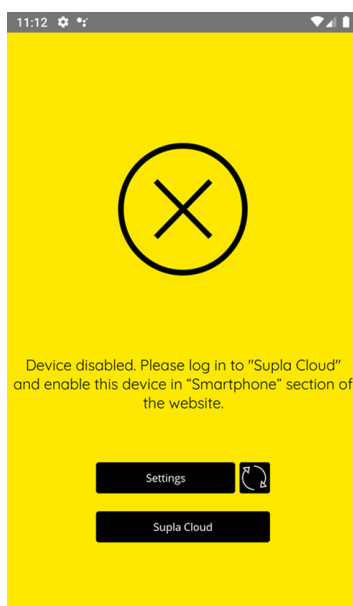 11:12
Device disabled. Please log in to "Supla Cloud"
and enable this device in “Smartphone” section of
the website.
Settings
Supla Cloud